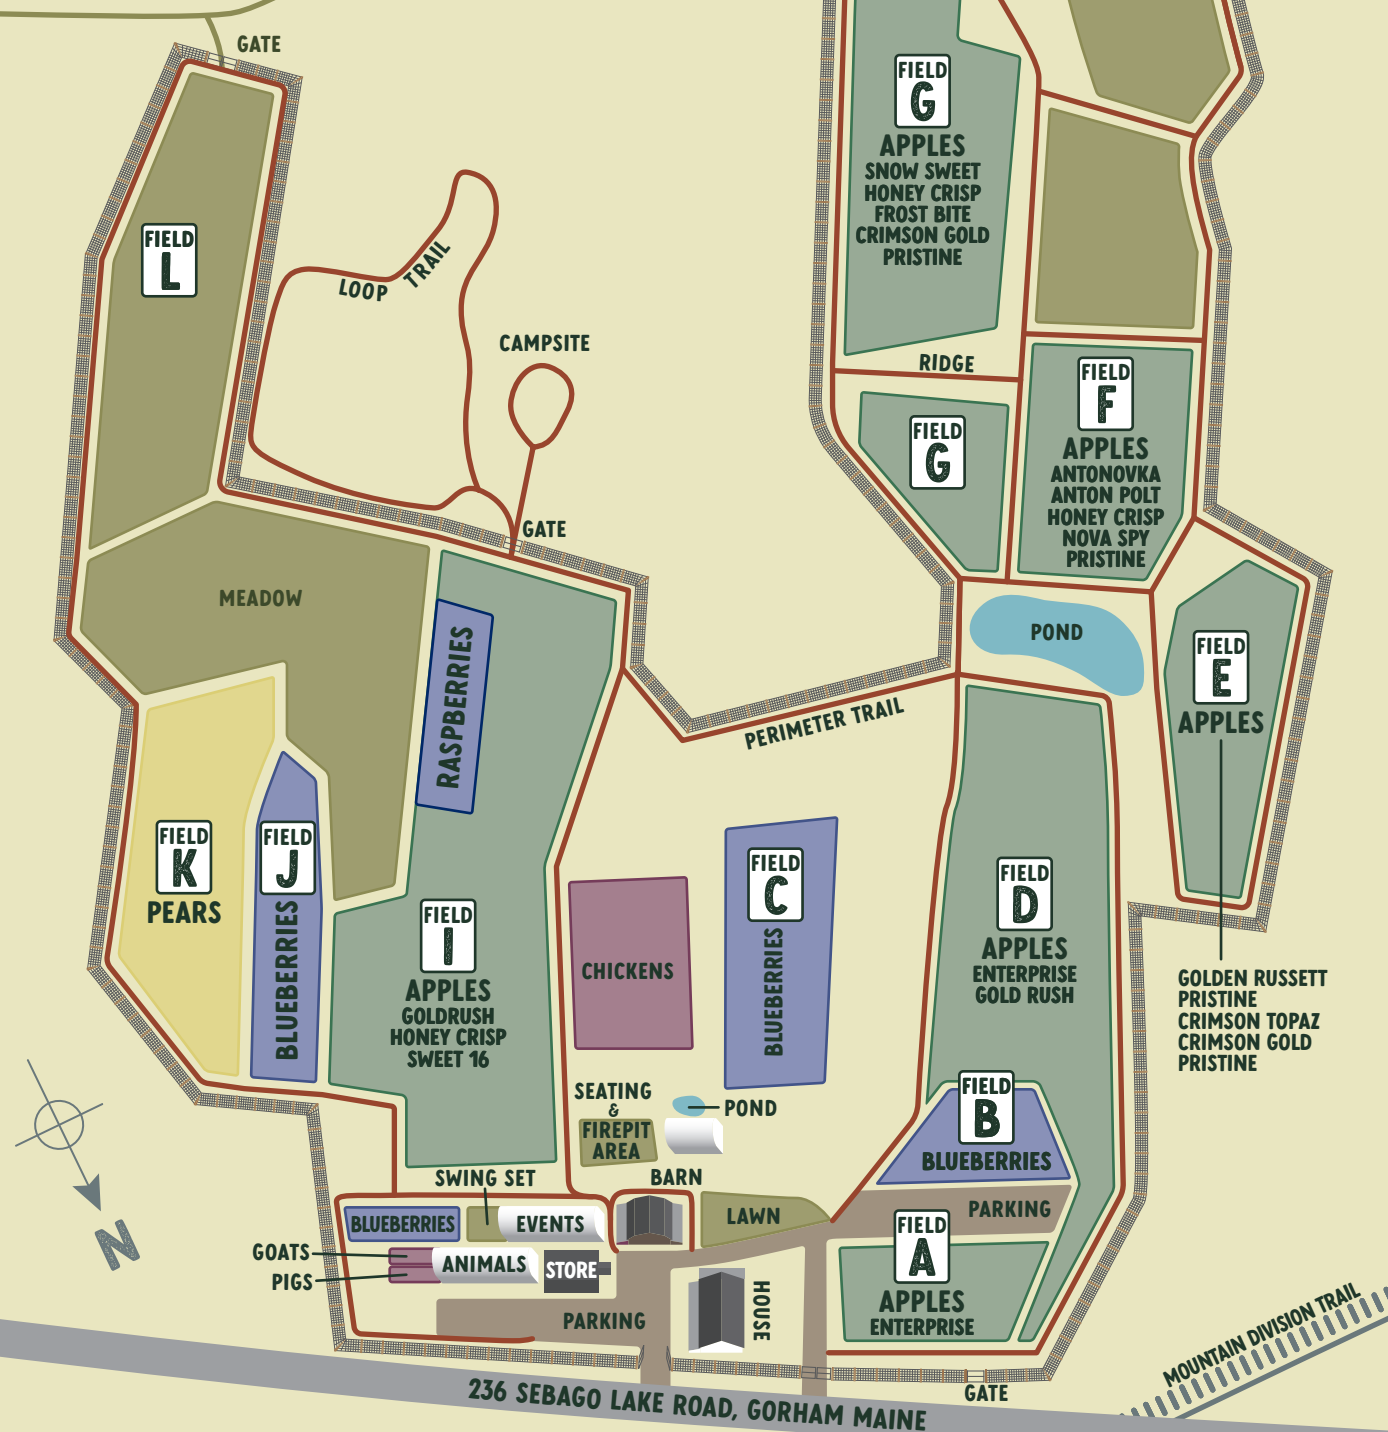 GATE
FIELD
L
LOOP TRAIL
CAMPSITE
GATE
FIELD
G
APPLES
SNOW SWEET
HONEY CRISP
FROST BITE
CRIMSON GOLD
PRISTINE
RIDGE
FIELD
G
FIELD
F
APPLES
ANTONOVKA
ANTON POLT
HONEY CRISP
NOVA SPY
PRISTINE
MEADOW
RASPBERRIES
POND
PERIMETER TRAIL
FIELD
E
APPLES
GOLDEN RUSSETT
PRISTINE
CRIMSON TOPAZ
CRIMSON GOLD
PRISTINE
FIELD
K
PEARS
FIELD
J
BLUEBERRIES
FIELD
I
APPLES
GOLDRUSH
HONEY CRISP
SWEET 16
CHICKENS
FIELD
C
BLUEBERRIES
FIELD
D
APPLES
ENTERPRISE
GOLD RUSH
SEATING
&
FIREPIT
AREA
POND
FIELD
B
BLUEBERRIES
N
SWING SET
BARN
BLUEBERRIES
EVENTS
LAWN
PARKING
GOATS
PIGS
ANIMALS
STORE
PARKING
HOUSE
FIELD
A
APPLES
ENTERPRISE
GATE
MOUNTAIN DIVISION TRAIL
236 SEBAGO LAKE ROAD, GORHAM MAINE